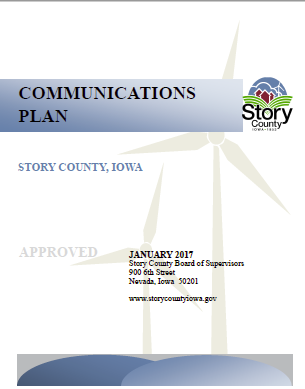 COMMUNICATIONS
PLAN
Story
County
IOWA - 1853
STORY COUNTY, IOWA
APPROVED
JANUARY 2017
Story County Board of Supervisors
900 6th Street
Nevada, Iowa 50201
www.storycountyiowa.gov